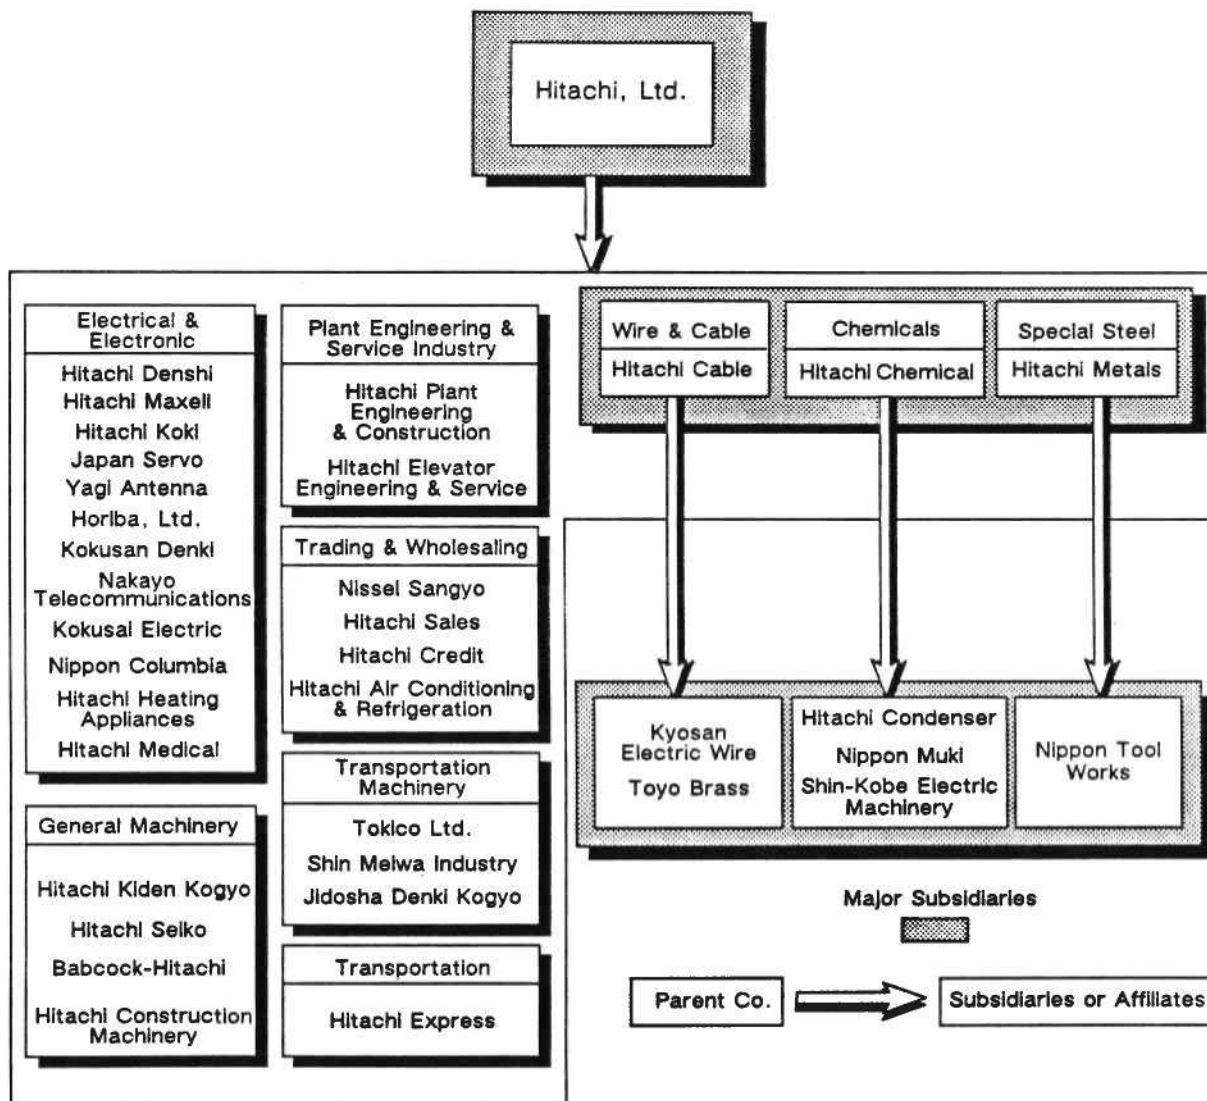 Hitachi, Ltd.
Electrical &
Electronic
Hitachi Denshi
Hitachi Maxell
Hitachi Koki
Japan Servo
Yagi Antenna
Horiba, Ltd.
Kokusan Denki
Nakayo
Telecommunications
Kokusai Electric
Nippon Columbia
Hitachi Heating
Appliances
Hitachi Medical
General Machinery
Hitachi Kiden Kogyo
Hitachi Seiko
Babcock-Hitachi
Hitachi Construction
Machinery
Plant Engineering &
Service Industry
Hitachi Plant
Engineering
& Construction
Hitachi Elevator
Engineering & Service
Trading & Wholesaling
Nissei Sangyo
Hitachi Sales
Hitachi Credit
Hitachi Air Conditioning
& Refrigeration
Transportation
Machinery
Tokico Ltd.
Shin Meiwa Industry
Jidosha Denki Kogyo
Transportation
Hitachi Express
Wire & Cable
Hitachi Cable
Chemicals
Hitachi Chemical
Special Steel
Hitachi Metals
Kyosan
Electric Wire
Toyo Brass
Hitachi Condenser
Nippon Muki
Shin-Kobe Electric
Machinery
Nippon Tool
Works
Major Subsidiaries
Parent Co.
Subsidiaries or Affiliates